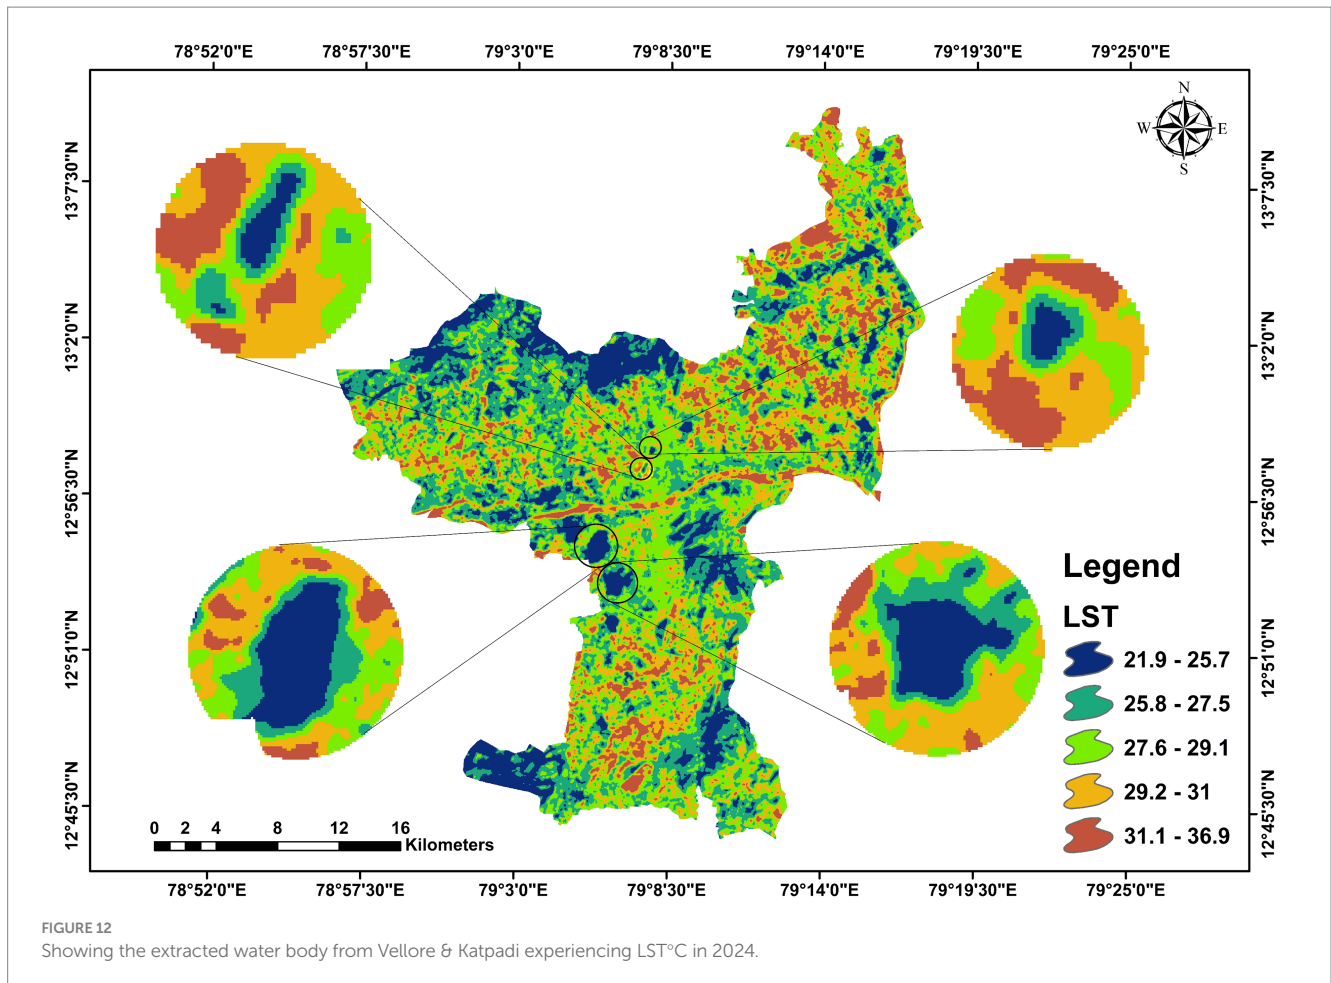 78°52'0"E 78°57'30"E 79°3'0"E 79°8'30"E 79°14'0"E 79°19'30"E 79°25'0"E
N
W E
S
13°7'30"N 13°7'30"N
13°2'0"N 13°2'0"N
12°56'30"N 12°56'30"N
12°51'0"N 12°51'0"N
12°45'30"N 12°45'30"N
Legend
LST
21.9 - 25.7
25.8 - 27.5
27.6 - 29.1
29.2 - 31
31.1 - 36.9
0 2 4 8 12 16
Kilometers
78°52'0"E 78°57'30"E 79°3'0"E 79°8'30"E 79°14'0"E 79°19'30"E 79°25'0"E
FIGURE 12
Showing the extracted water body from Vellore & Katpadi experiencing LST°C in 2024.